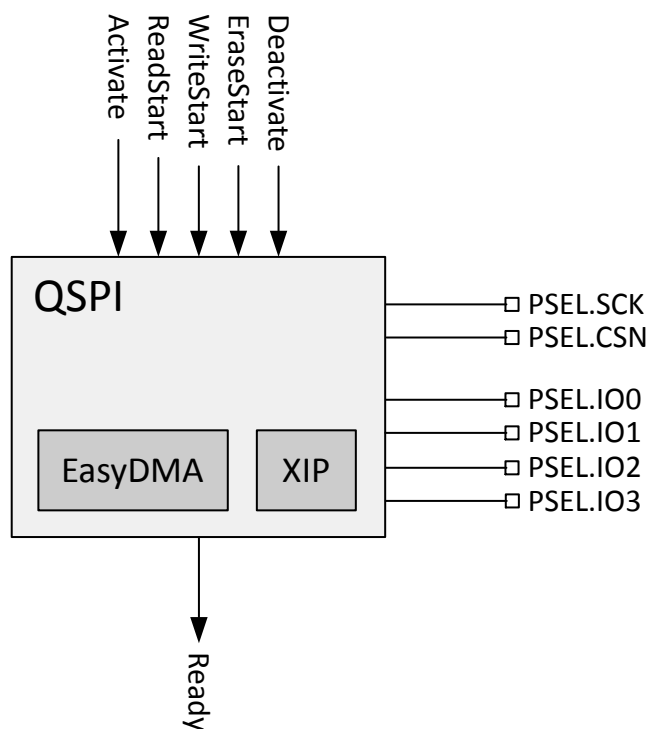 Activate
ReadStart
WriteStart
EraseStart
Deactivate
QSPI
EasyDMA
XIP
PSEL.SCK
PSEL.CSN
PSEL.IO0
PSEL.IO1
PSEL.IO2
PSEL.IO3
Ready